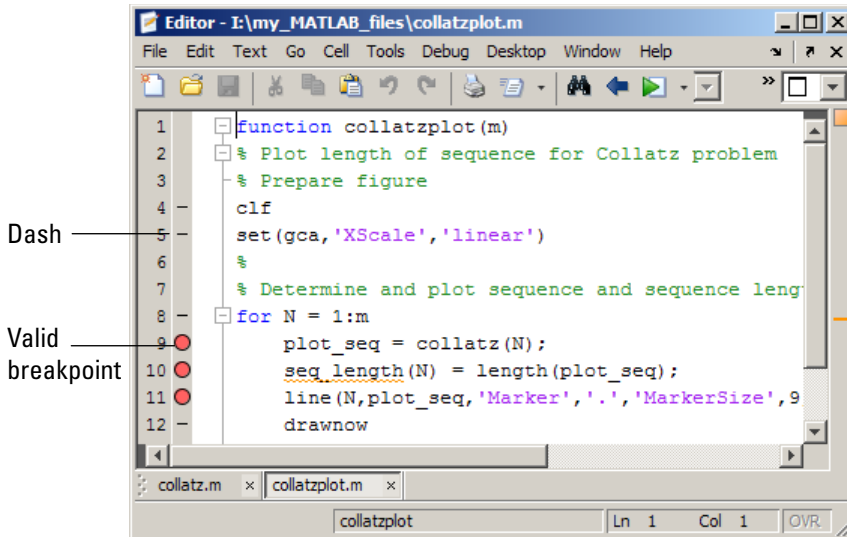 Editor - I:\my_MATLAB_files\collatzplot.m
File Edit Text Go Cell Tools Debug Desktop Window Help
1 function collatzplot(m)
2 % Plot length of sequence for Collatz problem
3 % Prepare figure
4 – clf
Dash
5 – set(gca,'XScale','linear')
6 %
7 % Determine and plot sequence and sequence leng
8 – for N = 1:m
Valid breakpoint
9 plot_seq = collatz(N);
10 seq_length(N) = length(plot_seq);
11 line(N,plot_seq,'Marker','.','MarkerSize',9
12 – drawnow
collatz.m × collatzplot.m ×
collatzplot Ln 1 Col 1 OVR